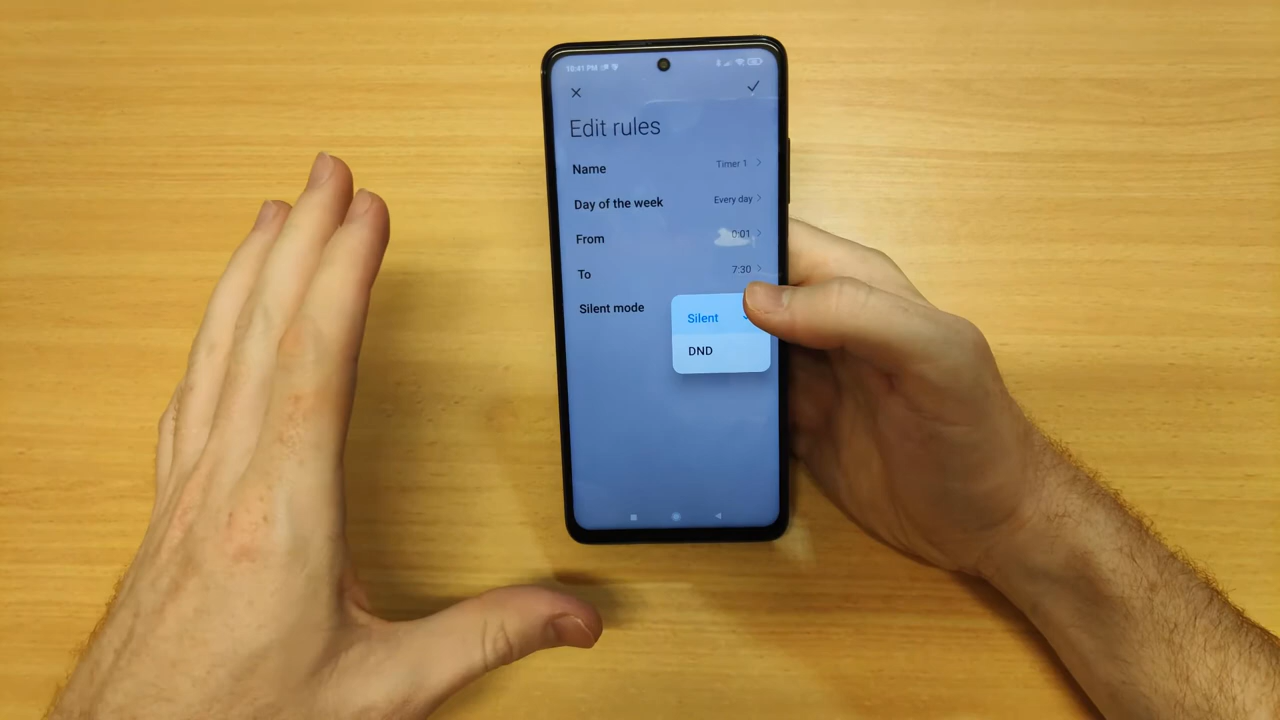 10:41 PM
Edit rules
Name Timer 1
Day of the week Every day
From 0:01
To 7:30
Silent mode
Silent
DND